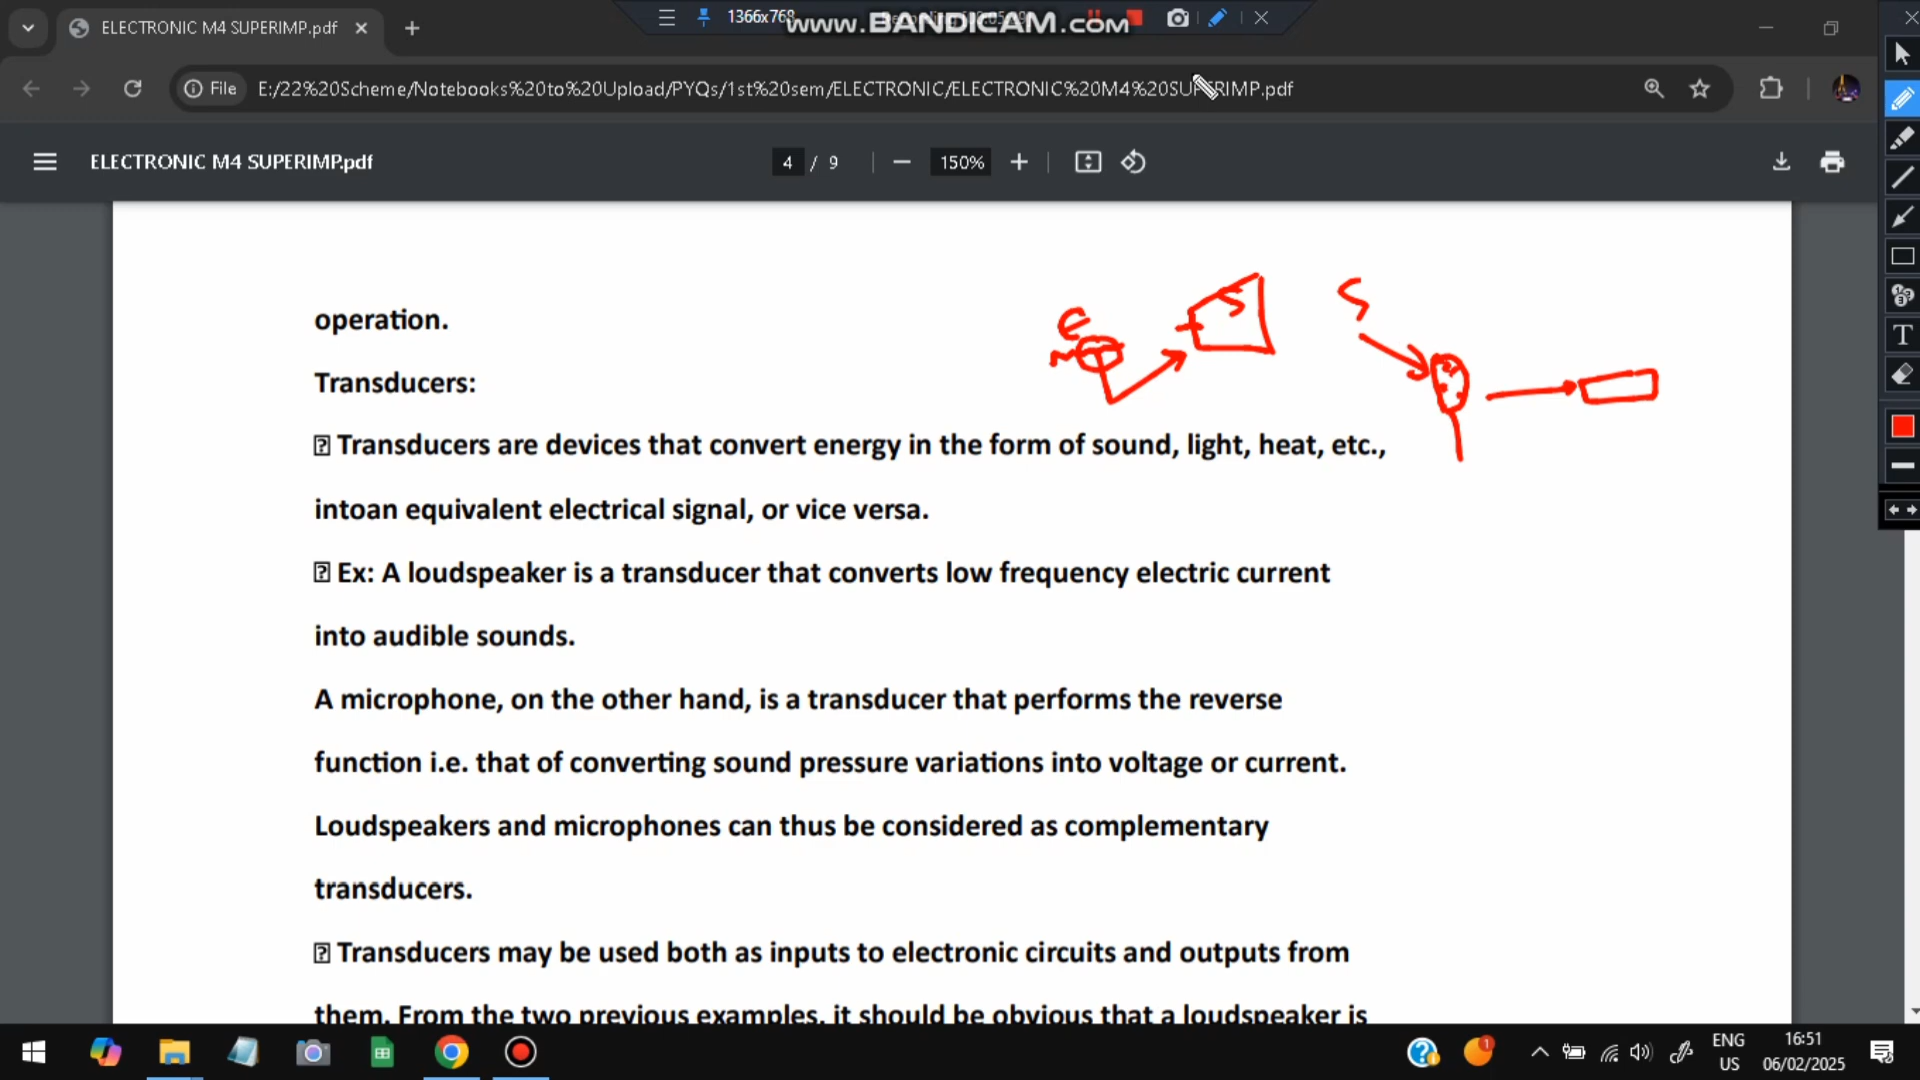 ELECTRONIC M4 SUPERIMP.pdf
1366x768
www.BANDICAM.com
File
E:/22%20Scheme/Notebooks%20to%20Upload/PYQs/1st%20sem/ELECTRONIC/ELECTRONIC%20M4%20SUPERIMP.pdf
ELECTRONIC M4 SUPERIMP.pdf
4 / 9
150%
operation.
Transducers:
Transducers are devices that convert energy in the form of sound, light, heat, etc.,
intoan equivalent electrical signal, or vice versa.
Ex: A loudspeaker is a transducer that converts low frequency electric current
into audible sounds.
A microphone, on the other hand, is a transducer that performs the reverse
function i.e. that of converting sound pressure variations into voltage or current.
Loudspeakers and microphones can thus be considered as complementary
transducers.
Transducers may be used both as inputs to electronic circuits and outputs from
them. From the two previous examples, it should be obvious that a loudspeaker is
E
S
S
T
1
ENG
US
16:51
06/02/2025